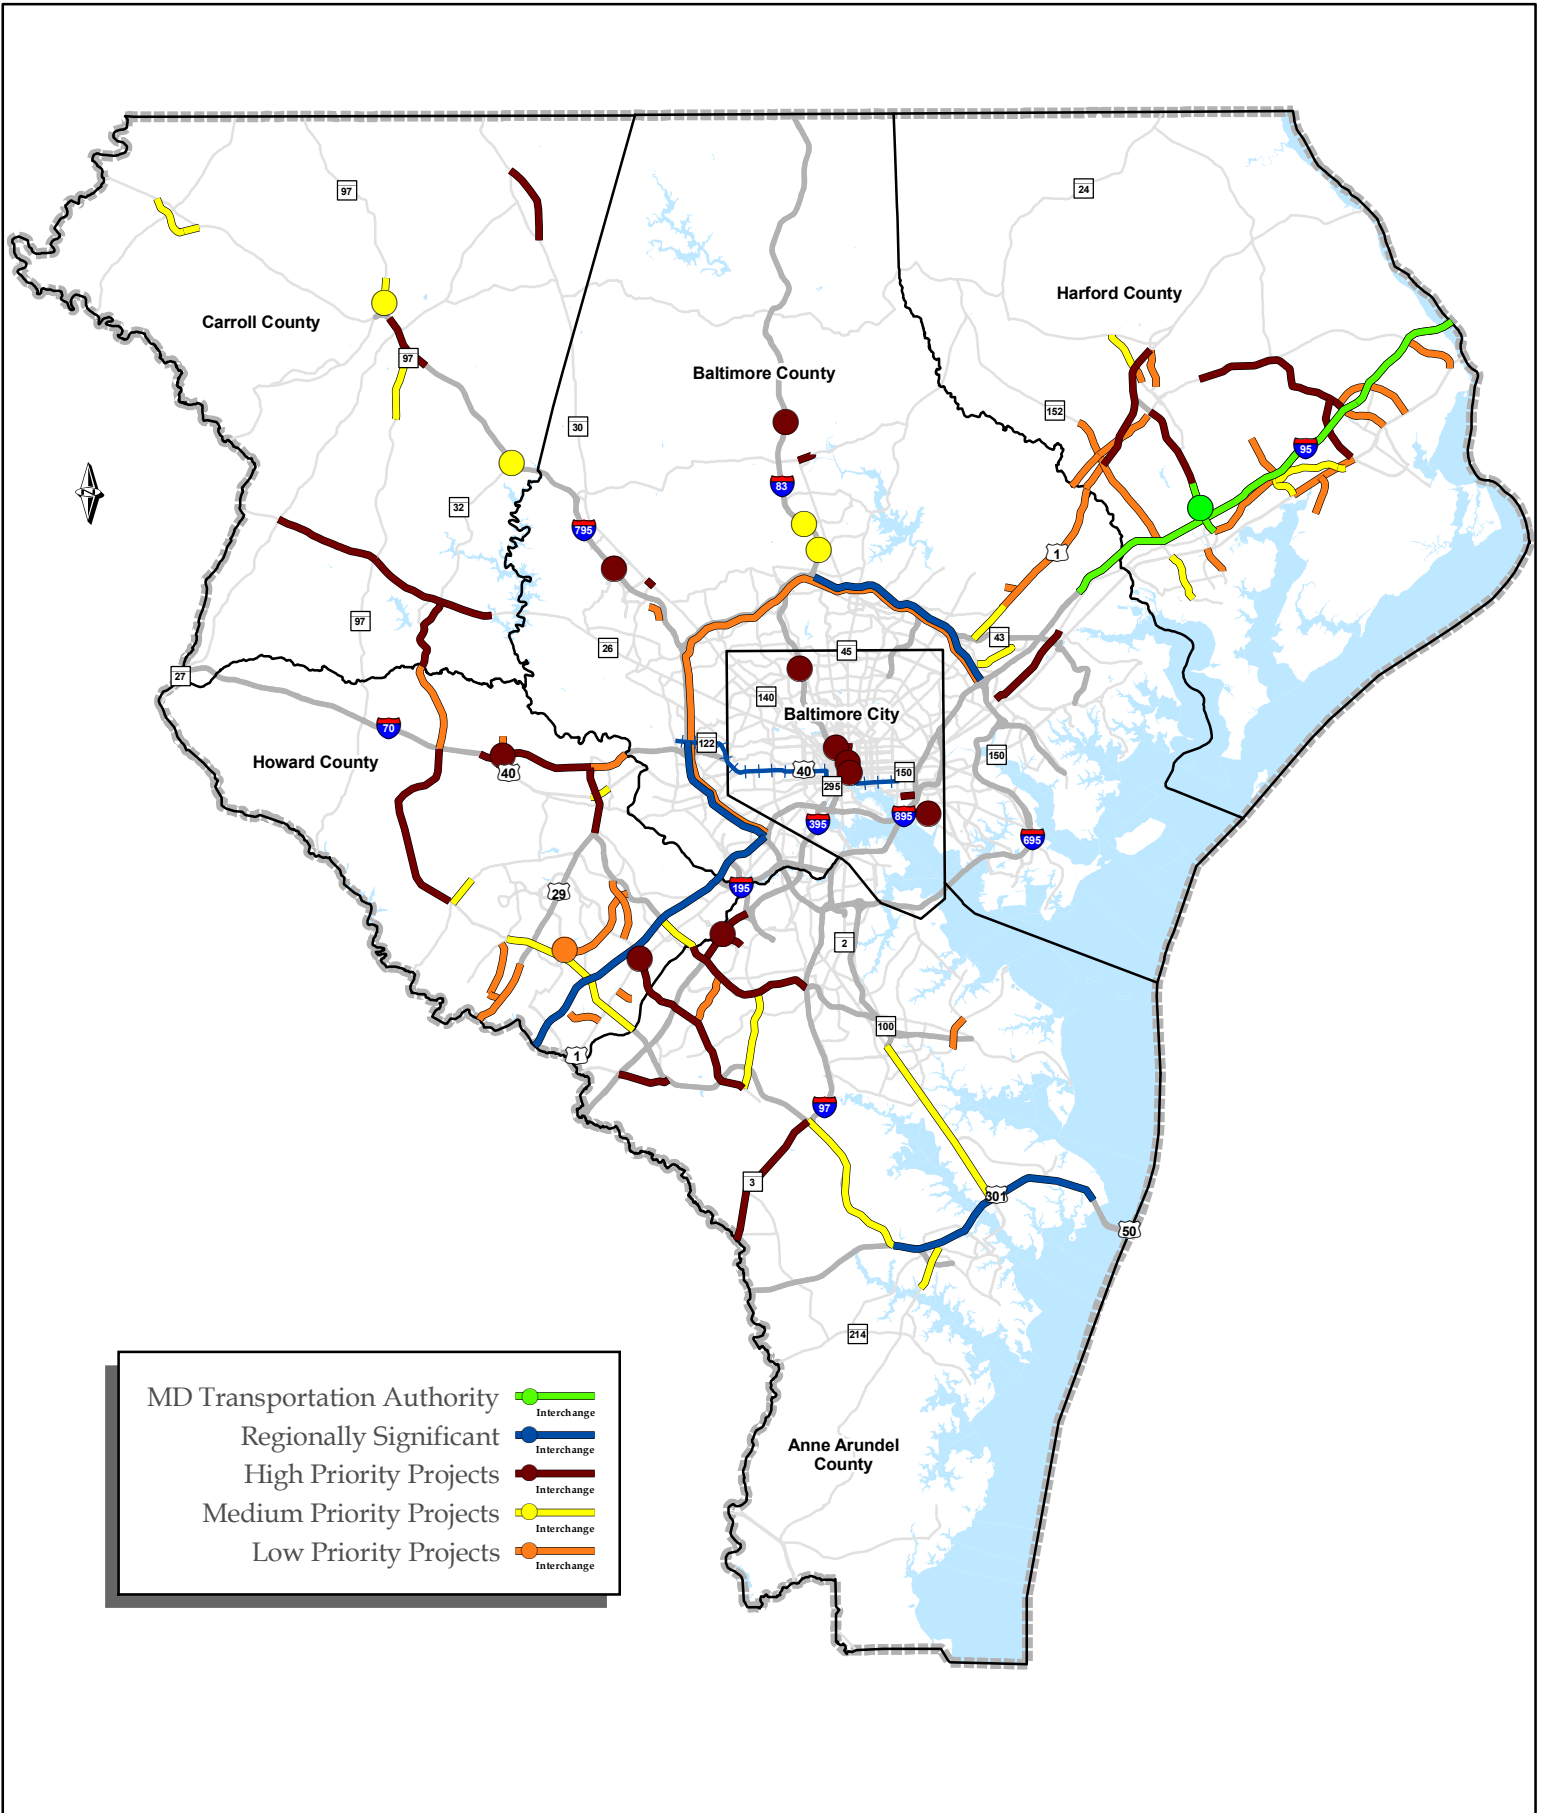 97
24
Harford County
Carroll County
97
Baltimore County
152
30
95
83
32
795
1
97
26
43
45
27
140
Baltimore City
70
122
150
Howard County
40
40
150
295
395
895
695
195
29
2
100
1
97
3
301
50
214
Anne Arundel
County
MD Transportation Authority
Interchange
Regionally Significant
Interchange
High Priority Projects
Interchange
Medium Priority Projects
Interchange
Low Priority Projects
Interchange